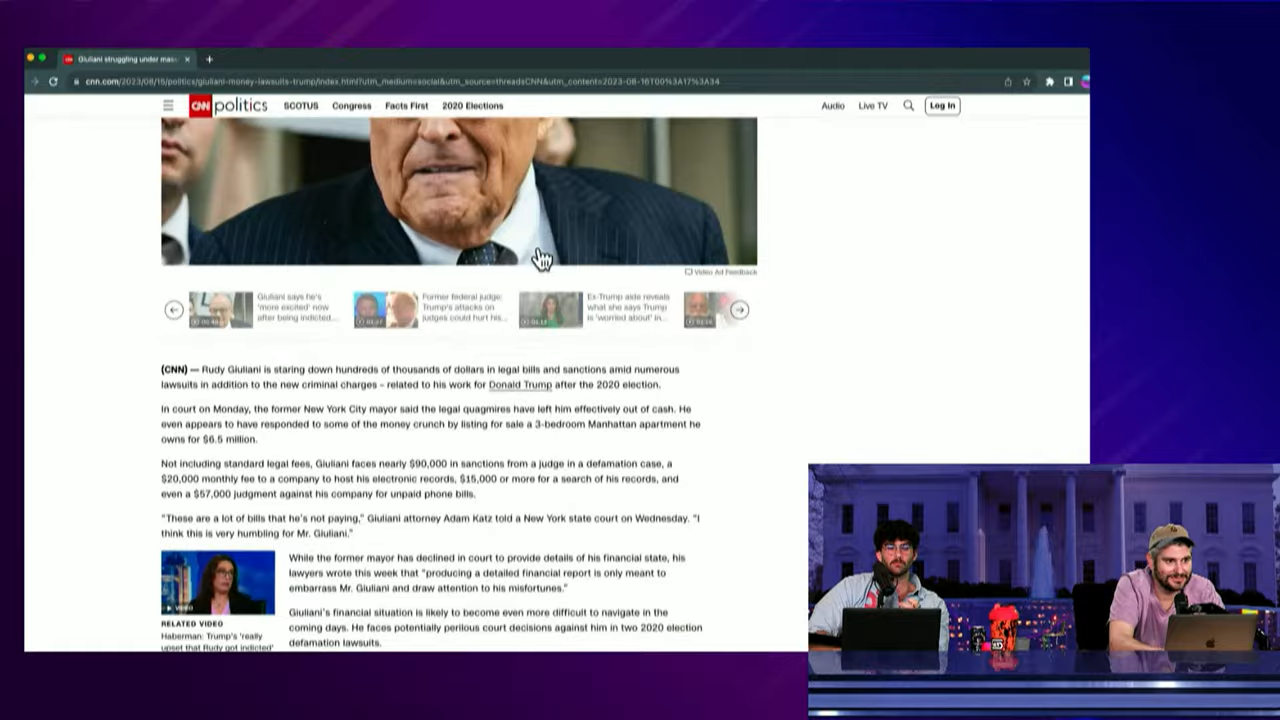 Giuliani struggling under mas
cnn.com/2023/08/15/politics/giuliani-money-lawsuits-trump/index.html?utm_medium=social&utm_source=threadsCNN&utm_content=2023-08-16T00%3A17%3A34
CNN politics SCOTUS Congress Facts First 2020 Elections Audio Live TV Log In
Video Ad Feedback
Giuliani says he's
'more excited' now
after being indicted...
Former federal judge:
Trump's attacks on
judges could hurt his...
Ex-Trump aide reveals
what she says Trump
is 'worried about' in...
(CNN) — Rudy Giuliani is staring down hundreds of thousands of dollars in legal bills and sanctions amid numerous
lawsuits in addition to the new criminal charges – related to his work for Donald Trump after the 2020 election.
In court on Monday, the former New York City mayor said the legal quagmires have left him effectively out of cash. He
even appears to have responded to some of the money crunch by listing for sale a 3-bedroom Manhattan apartment he
owns for $6.5 million.
Not including standard legal fees, Giuliani faces nearly $90,000 in sanctions from a judge in a defamation case, a
$20,000 monthly fee to a company to host his electronic records, $15,000 or more for a search of his records, and
even a $57,000 judgment against his company for unpaid phone bills.
"These are a lot of bills that he's not paying," Giuliani attorney Adam Katz told a New York state court on Wednesday. "I
think this is very humbling for Mr. Giuliani."
While the former mayor has declined in court to provide details of his financial state, his
lawyers wrote this week that "producing a detailed financial report is only meant to
embarrass Mr. Giuliani and draw attention to his misfortunes."
Giuliani's financial situation is likely to become even more difficult to navigate in the
coming days. He faces potentially perilous court decisions against him in two 2020 election
defamation lawsuits.
VIDEO
RELATED VIDEO
Haberman: Trump's 'really
upset that Rudy got indicted'